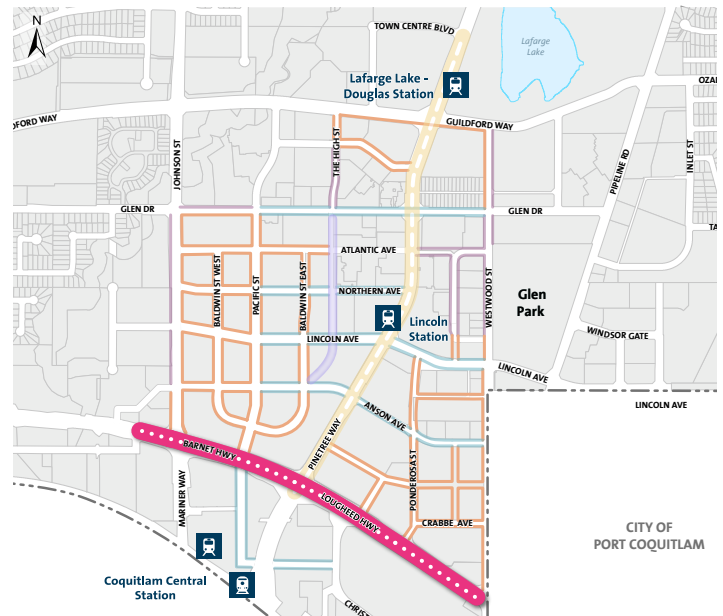 N
TOWN CENTRE BLVD
Lafarge
Lake
Lafarge Lake -
Douglas Station
OZA
DFORD WAY
GUILDFORD WAY
JOHNSON ST
THE HIGH ST
PIPELINE RD
INLET ST
GLEN DR
GLEN DR
TA
ATLANTIC AVE
BALDWIN ST WEST
PACIFIC ST
BALDWIN ST EAST
WESTWOOD ST
NORTHERN AVE
Glen
Park
Lincoln
Station
WINDSOR GATE
LINCOLN AVE
LINCOLN AVE
LINCOLN AVE
ANSON AVE
PINETREE WAY
BARNET HWY
PONDEROSA ST
MARINER WAY
LOUGHEED HWY
CRABBE AVE
CITY OF
PORT COQUITLAM
Coquitlam Central
Station
CHRIST